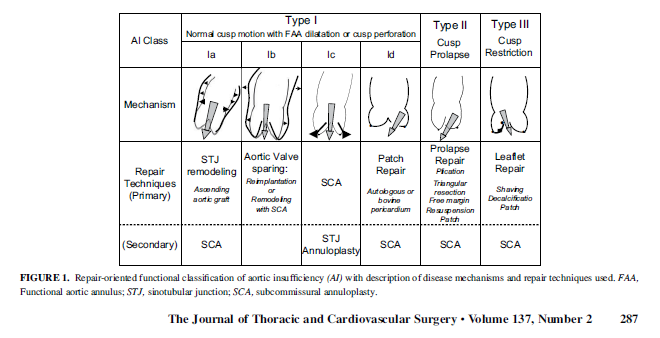 AI Class
Type I
Normal cusp motion with FAA dilatation or cusp perforation
Ia
Ib
Ic
Id
Type II
Cusp
Prolapse
Type III
Cusp
Restriction
Mechanism
Repair
Techniques
(Primary)
STJ
remodeling
Ascending
aortic graft
Aortic Valve
sparing:
Reimplantation
or
Remodeling
with SCA
SCA
Patch
Repair
Autologous or
bovine
pericardium
Prolapse
Repair
Plication
Triangular
resection
Free margin
Resuspension
Patch
Leaflet
Repair
Shaving
Decalcificatio
Patch
(Secondary)
SCA
STJ
Annuloplasty
SCA
SCA
SCA
FIGURE 1. Repair-oriented functional classification of aortic insufficiency (AI) with description of disease mechanisms and repair techniques used. FAA,
Functional aortic annulus; STJ, sinotubular junction; SCA, subcommissural annuloplasty.
The Journal of Thoracic and Cardiovascular Surgery • Volume 137, Number 2 287